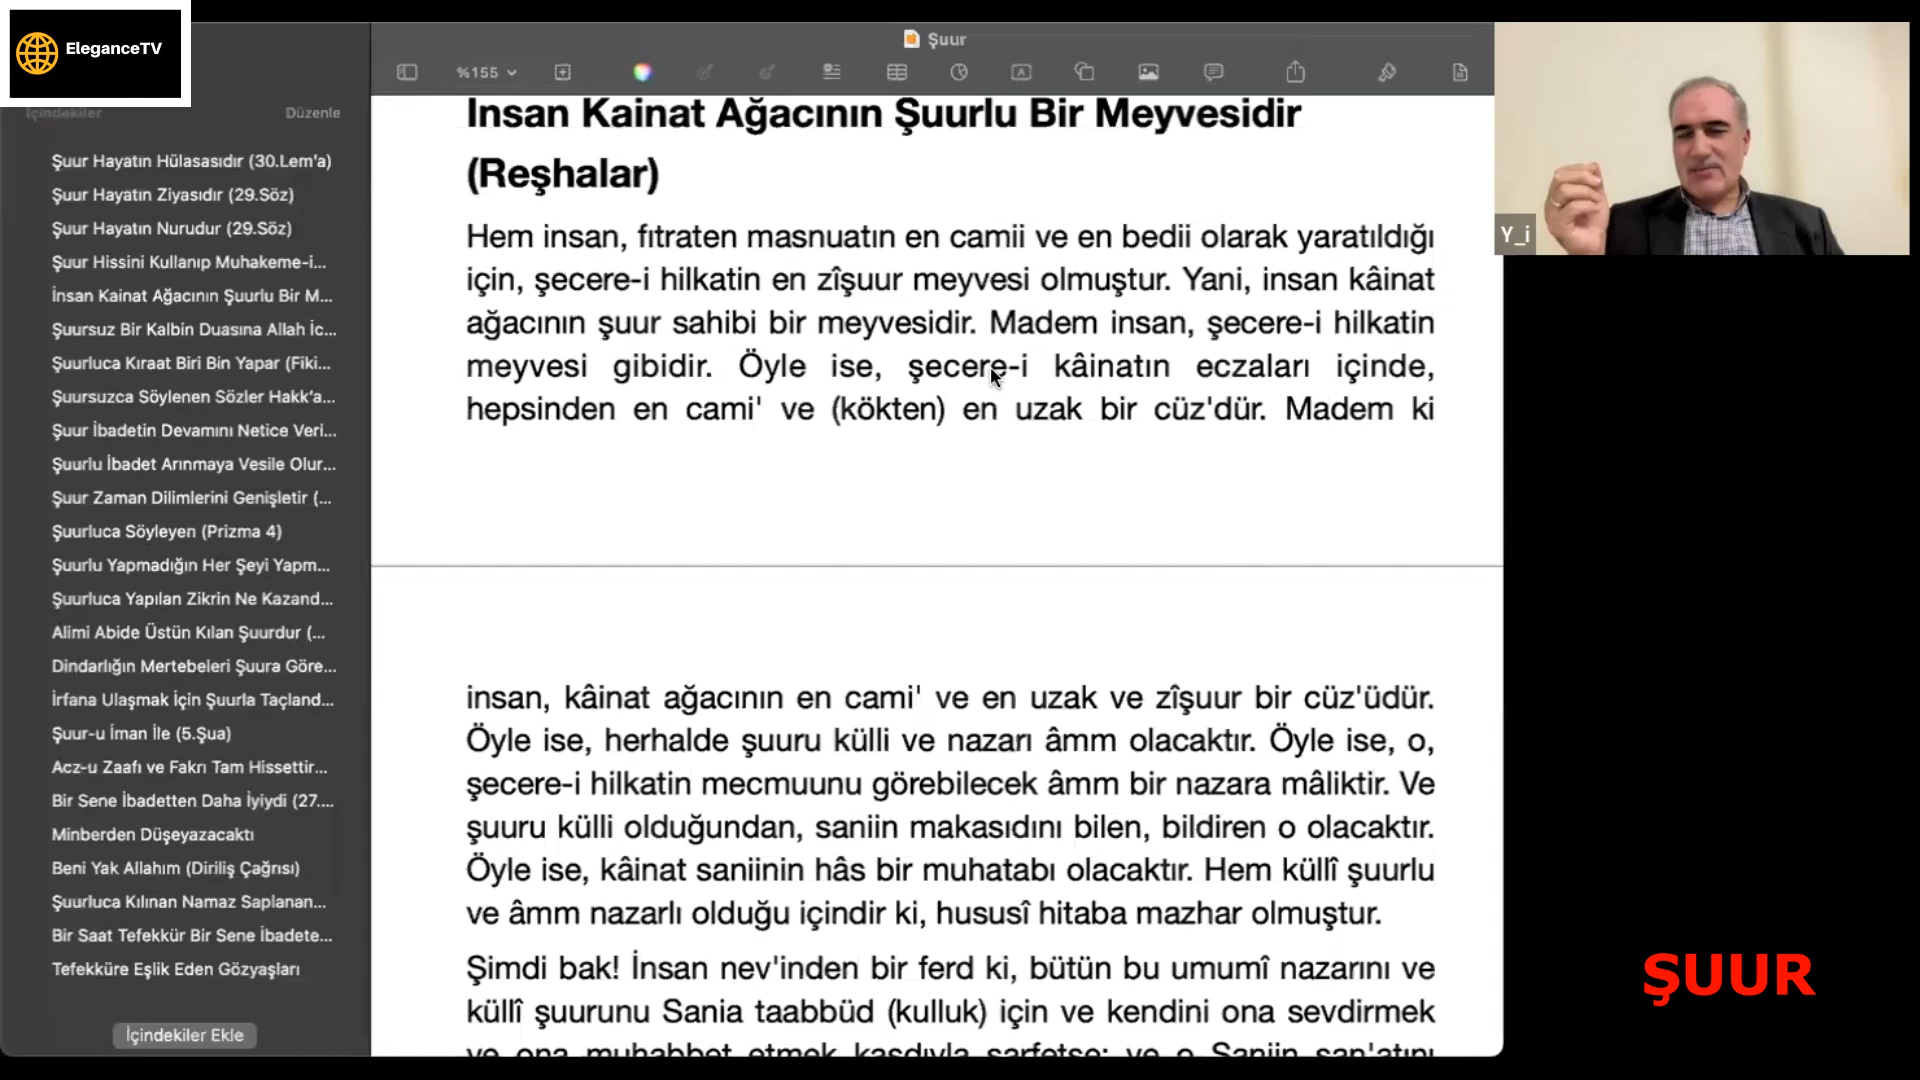 EleganceTV
Şuur
%155
İçindekiler
Düzenle
Şuur Hayatın Hülasasıdır (30.Lem'a)
Şuur Hayatın Ziyasıdır (29.Söz)
Şuur Hayatın Nurudur (29.Söz)
Şuur Hissini Kullanıp Muhakeme-i...
İnsan Kainat Ağacının Şuurlu Bir M...
Şuursuz Bir Kalbin Duasına Allah İc...
Şuurluca Kıraat Biri Bin Yapar (Fiki...
Şuursuzca Söylenen Sözler Hakk'a...
Şuur İbadetin Devamını Netice Veri...
Şuurlu İbadet Arınmaya Vesile Olur...
Şuur Zaman Dilimlerini Genişletir (...
Şuurluca Söyleyen (Prizma 4)
Şuurlu Yapmadığın Her Şeyi Yapm...
Şuurluca Yapılan Zikrin Ne Kazand...
Alimi Abide Üstün Kılan Şuurdur (...
Dindarlığın Mertebeleri Şuura Göre...
İrfana Ulaşmak İçin Şuurla Taçland...
Şuur-u İman İle (5.Şua)
Acz-u Zaafı ve Fakrı Tam Hissettir...
Bir Sene İbadetten Daha İyiydi (27....
Minberden Düşeyazacaktı
Beni Yak Allahım (Diriliş Çağrısı)
Şuurluca Kılınan Namaz Saplanan...
Bir Saat Tefekkür Bir Sene İbadete...
Tefekküre Eşlik Eden Gözyaşları
İçindekiler Ekle
İnsan Kainat Ağacının Şuurlu Bir Meyvesidir
(Reşhalar)
Hem insan, fıtraten masnuatın en camii ve en bedii olarak yaratıldığı
için, şecere-i hilkatin en zîşuur meyvesi olmuştur. Yani, insan kâinat
ağacının şuur sahibi bir meyvesidir. Madem insan, şecere-i hilkatin
meyvesi gibidir. Öyle ise, şecere-i kâinatın eczaları içinde,
hepsinden en cami' ve (kökten) en uzak bir cüz'dür. Madem ki
insan, kâinat ağacının en cami' ve en uzak ve zîşuur bir cüz'üdür.
Öyle ise, herhalde şuuru külli ve nazarı âmm olacaktır. Öyle ise, o,
şecere-i hilkatin mecmuunu görebilecek âmm bir nazara mâliktir. Ve
şuuru külli olduğundan, saniin makasıdını bilen, bildiren o olacaktır.
Öyle ise, kâinat saniinin hâs bir muhatabı olacaktır. Hem küllî şuurlu
ve âmm nazarlı olduğu içindir ki, hususî hitaba mazhar olmuştur.
Şimdi bak! İnsan nev'inden bir ferd ki, bütün bu umumî nazarını ve
küllî şuurunu Sania taabbüd (kulluk) için ve kendini ona sevdirmek
ve ona muhabbet etmek kasdıyla sarfetse; ve o Saniin san'atını
Y_i
ŞUUR